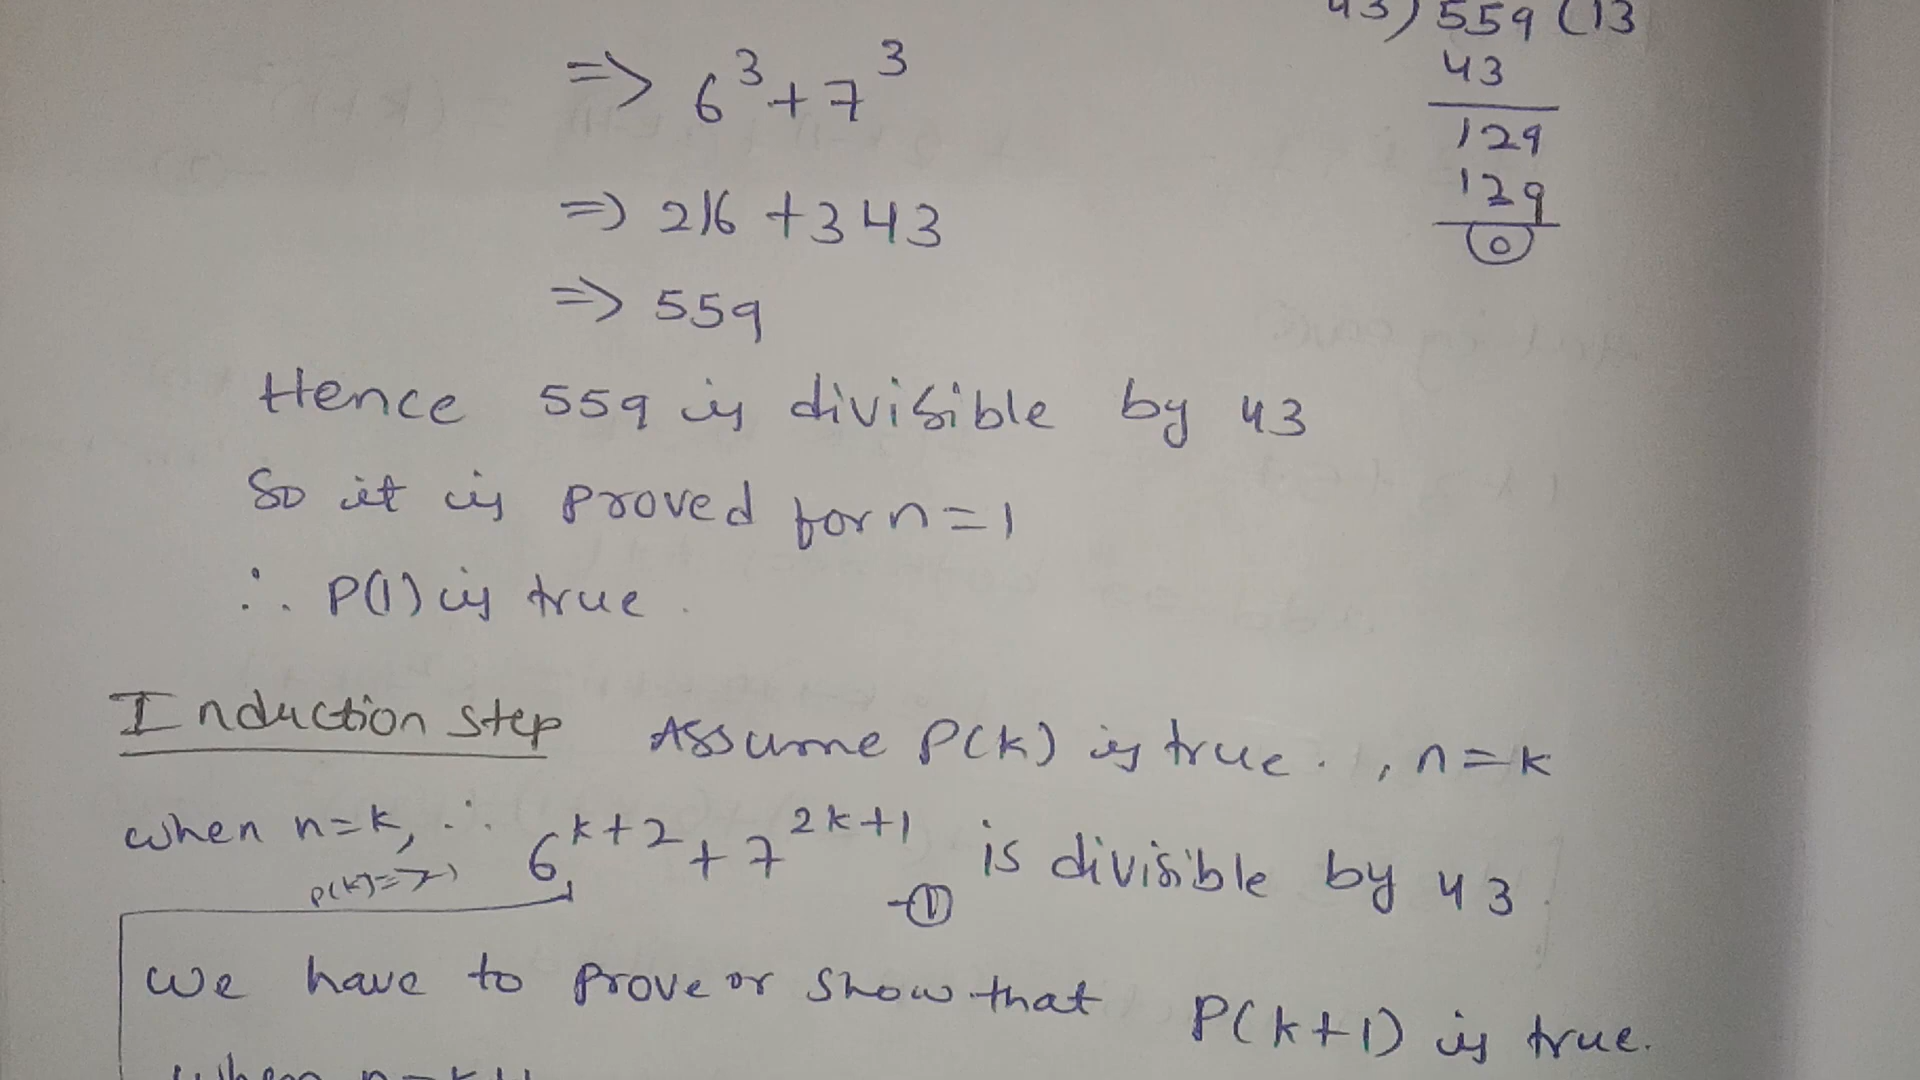 => 6³ + 7³
=> 216 + 343
=> 559
43) 559 (13
43
129
129
0
Hence 559 is divisible by 43
So it is proved for n=1
∴ P(1) is true.
Induction step Assume P(k) is true., n=k
when n=k, ∴ 6^{k+2} + 7^{2k+1} is divisible by 43
P(k)=> -①
we have to prove or show that P(k+1) is true.
when n=k+1